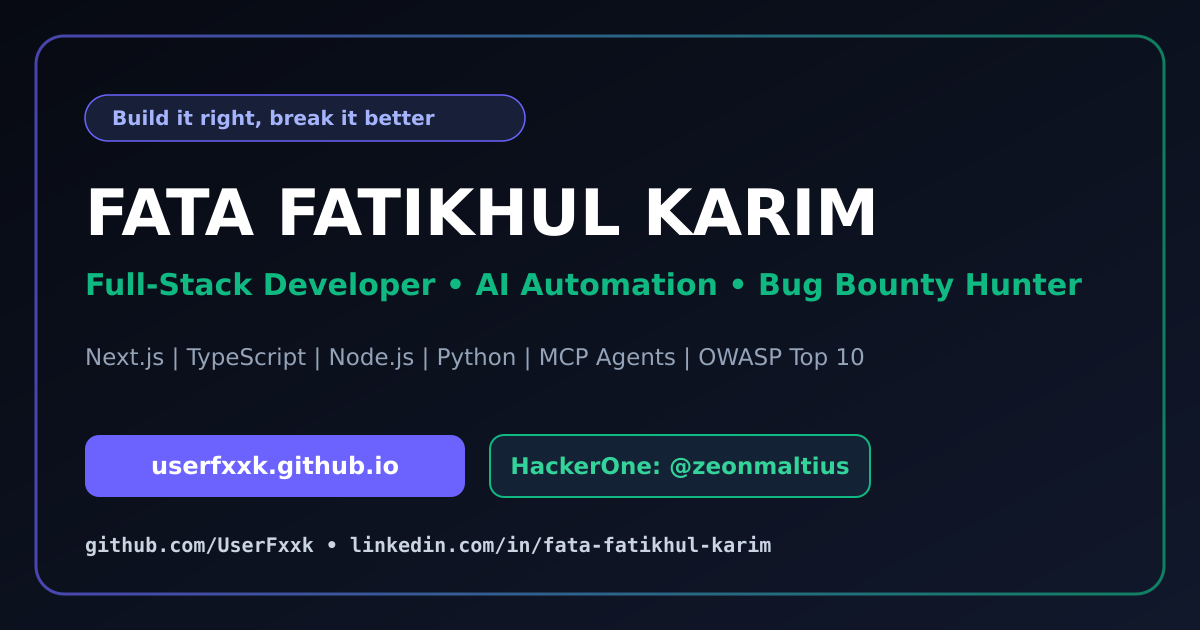 Build it right, break it better
FATA FATIKHUL KARIM
Full-Stack Developer • AI Automation • Bug Bounty Hunter
Next.js | TypeScript | Node.js | Python | MCP Agents | OWASP Top 10
userfxxk.github.io
HackerOne: @zeonmaltius
github.com/UserFxxk • linkedin.com/in/fata-fatikhul-karim